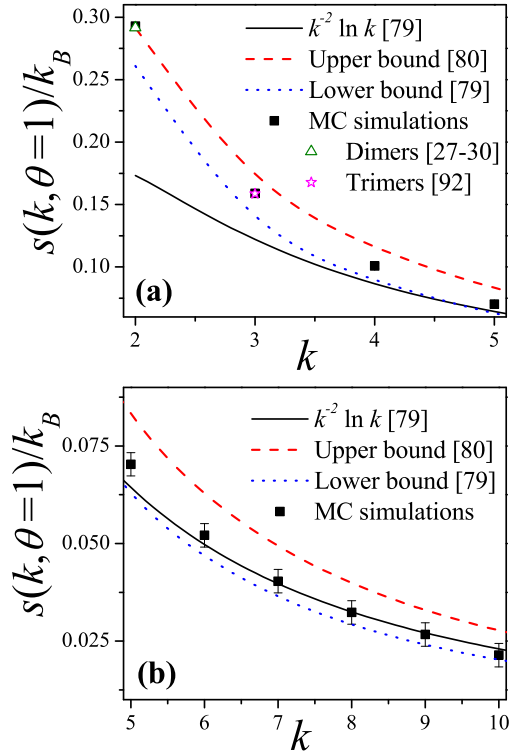 k⁻² ln k [79]
Upper bound [80]
Lower bound [79]
MC simulations
Dimers [27-30]
Trimers [92]
s(k,θ=1)/k_B
0.30
0.25
0.20
0.15
0.10
(a)
2 3 4 5
k
k⁻² ln k [79]
Upper bound [80]
Lower bound [79]
MC simulations
s(k,θ=1)/k_B
0.075
0.050
0.025
(b)
5 6 7 8 9 10
k